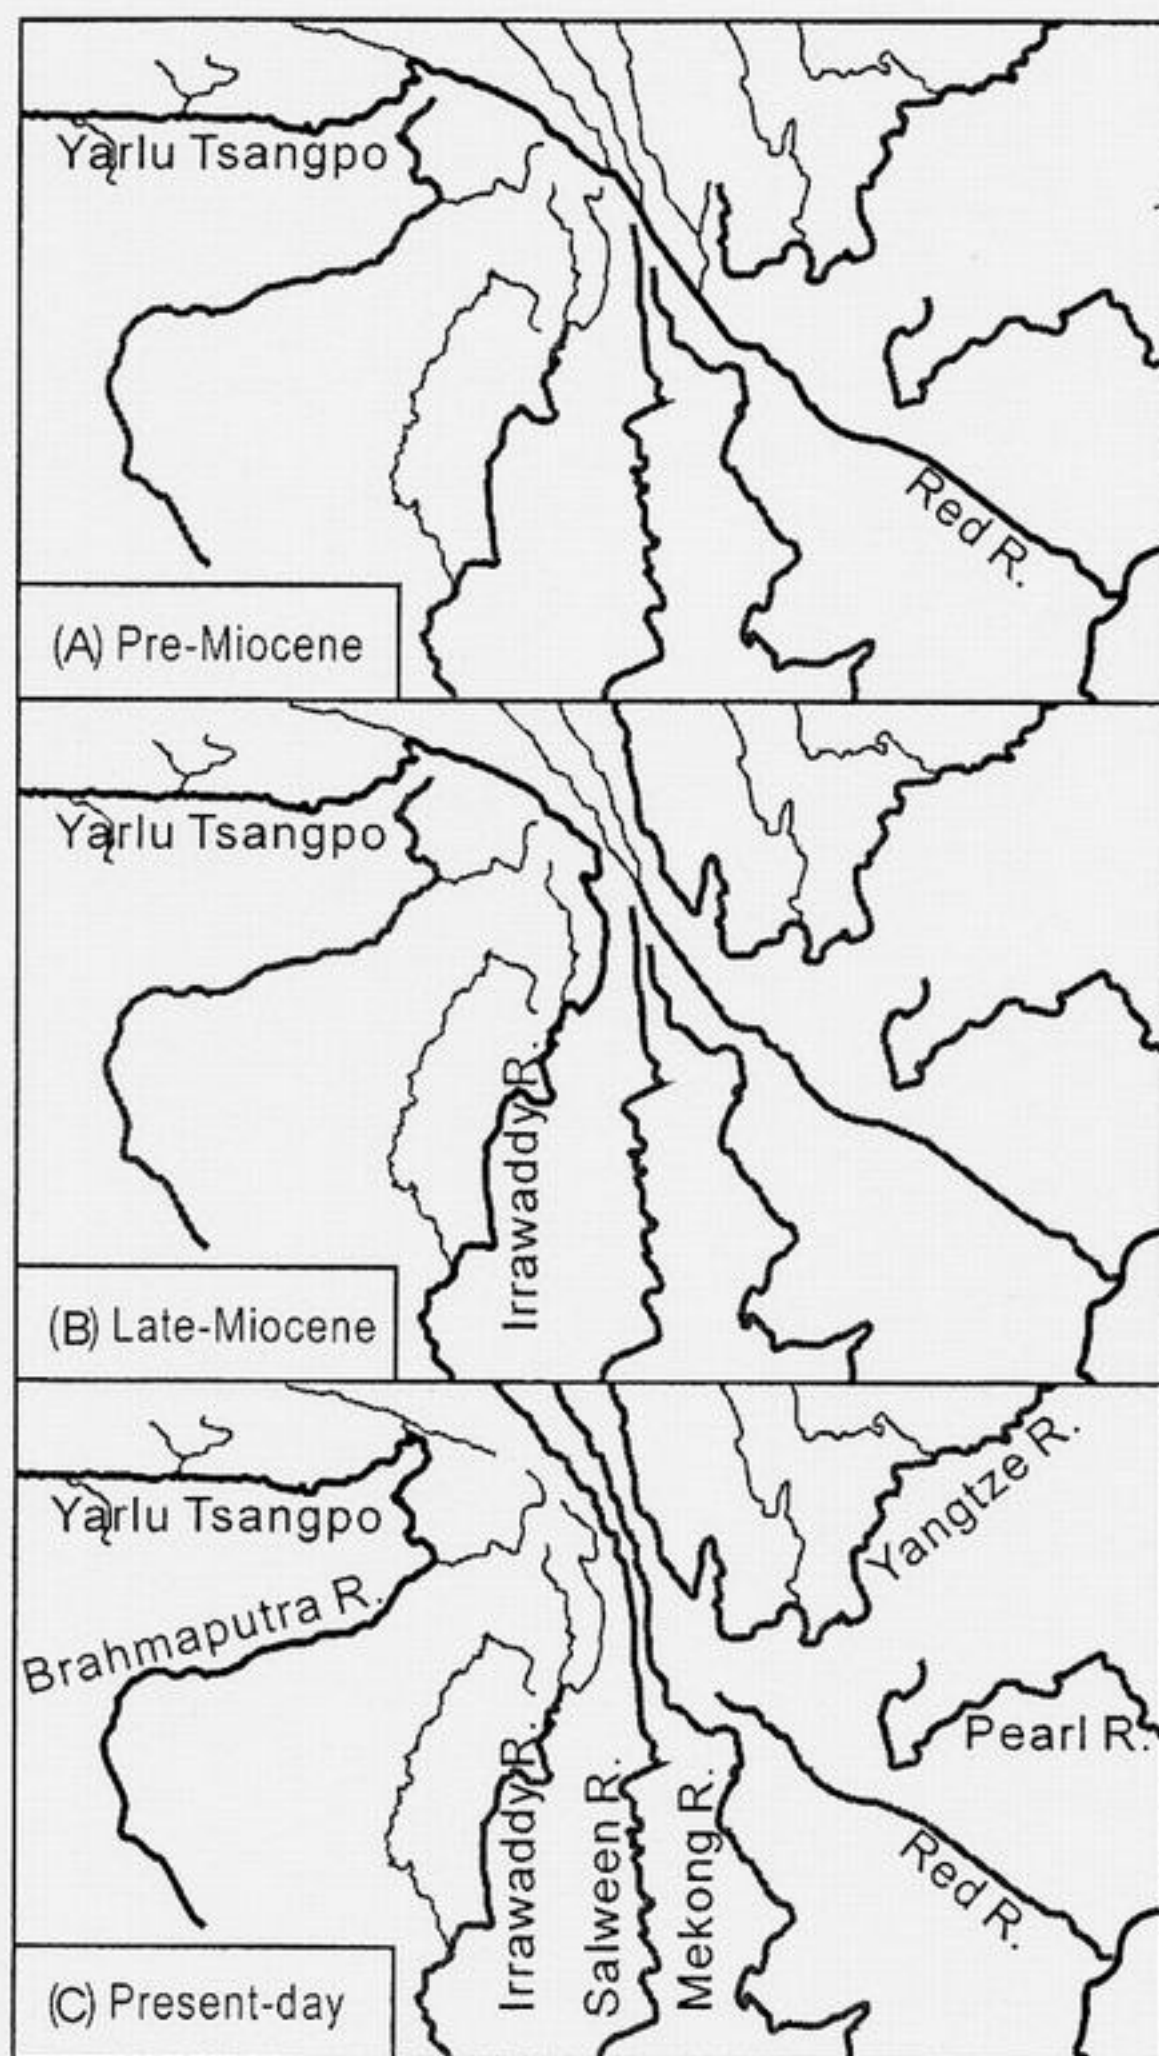 Yarlu Tsangpo
Red R.
(A) Pre-Miocene
Yarlu Tsangpo
Irrawaddy R.
(B) Late-Miocene
Yangtze R.
Yarlu Tsangpo
Brahmaputra R.
Pearl R.
Irrawaddy R.
Salween R.
Mekong R.
Red R.
(C) Present-day